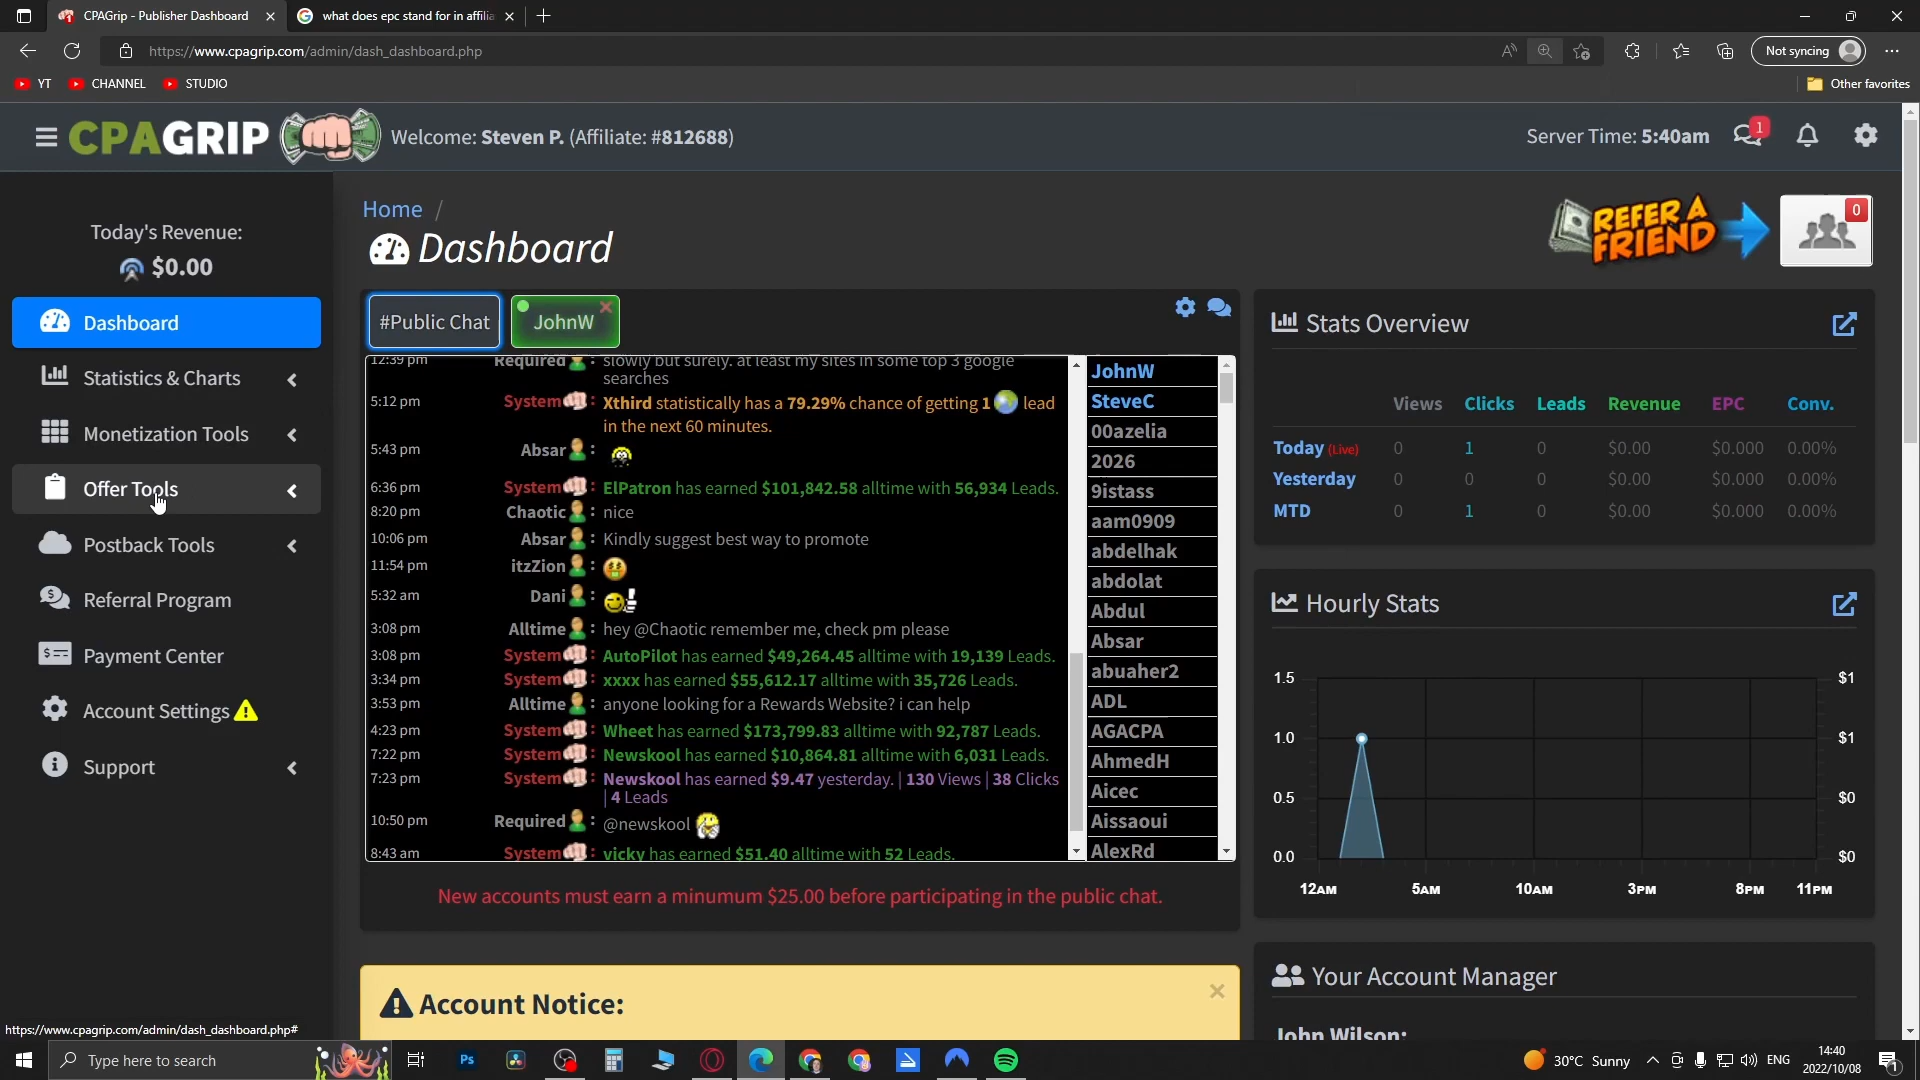 CPAGrip - Publisher Dashboard
what does epc stand for in affilia
https://www.cpagrip.com/admin/dash_dashboard.php
Not syncing
YT
CHANNEL
STUDIO
Other favorites
CPAGRIP
Welcome: Steven P. (Affiliate: #812688)
Server Time: 5:40am
1
Today's Revenue:
$0.00
Dashboard
Statistics & Charts
Monetization Tools
Offer Tools
Postback Tools
Referral Program
Payment Center
Account Settings
Support
Home /
Dashboard
REFER A
FRIEND
0
#Public Chat
JohnW
12:39 pm Required : slowly but surely. at least my sites in some top 3 google
searches
5:12 pm System : Xthird statistically has a 79.29% chance of getting 1 lead
in the next 60 minutes.
5:43 pm Absar :
6:36 pm System : ElPatron has earned $101,842.58 alltime with 56,934 Leads.
8:20 pm Chaotic : nice
10:06 pm Absar : Kindly suggest best way to promote
11:54 pm itzZion :
5:32 am Dani :
3:08 pm Alltime : hey @Chaotic remember me, check pm please
3:08 pm System : AutoPilot has earned $49,264.45 alltime with 19,139 Leads.
3:34 pm System : xxxx has earned $55,612.17 alltime with 35,726 Leads.
3:53 pm Alltime : anyone looking for a Rewards Website? i can help
4:23 pm System : Wheet has earned $173,799.83 alltime with 92,787 Leads.
7:22 pm System : Newskool has earned $10,864.81 alltime with 6,031 Leads.
7:23 pm System : Newskool has earned $9.47 yesterday. | 130 Views | 38 Clicks
| 4 Leads
10:50 pm Required : @newskool
8:43 am System : vicky has earned $51.40 alltime with 52 Leads.
JohnW
SteveC
00azelia
2026
9istass
aam0909
abdelhak
abdolat
Abdul
Absar
abuaher2
ADL
AGACPA
AhmedH
Aicec
Aissaoui
AlexRd
New accounts must earn a minumum $25.00 before participating in the public chat.
Account Notice:
Stats Overview
Views Clicks Leads Revenue EPC Conv.
Today (Live) 0 1 0 $0.00 $0.000 0.00%
Yesterday 0 0 0 $0.00 $0.000 0.00%
MTD 0 1 0 $0.00 $0.000 0.00%
Hourly Stats
1.5 $1
1.0 $1
0.5 $0
0.0 $0
12AM 5AM 10AM 3PM 8PM 11PM
Your Account Manager
John Wilson:
https://www.cpagrip.com/admin/dash_dashboard.php#
Type here to search
Ps
30°C Sunny
ENG
14:40
2022/10/08
1